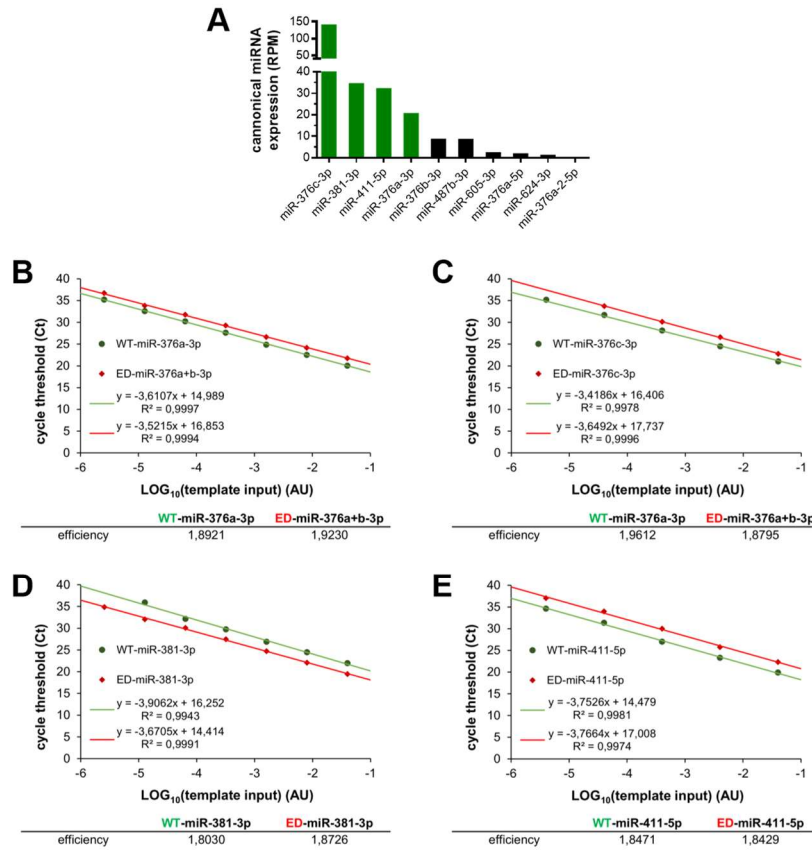 A
cannonical miRNA
expression (RPM)
150
100
50
40
30
20
10
0
miR-376c-3p
miR-381-3p
miR-411-5p
miR-376a-3p
miR-376b-3p
miR-487b-3p
miR-605-3p
miR-376a-5p
miR-624-3p
miR-376a-2-5p
B
cycle threshold (Ct)
40
35
30
25
20
15
10
5
0
WT-miR-376a-3p
ED-miR-376a+b-3p
y = -3,6107x + 14,989
R² = 0,9997
y = -3,5215x + 16,853
R² = 0,9994
-6 -5 -4 -3 -2 -1
LOG10(template input) (AU)
WT-miR-376a-3p ED-miR-376a+b-3p
efficiency 1,8921 1,9230
C
cycle threshold (Ct)
40
35
30
25
20
15
10
5
0
WT-miR-376c-3p
ED-miR-376c-3p
y = -3,4186x + 16,406
R² = 0,9978
y = -3,6492x + 17,737
R² = 0,9996
-6 -5 -4 -3 -2 -1
LOG10(template input) (AU)
WT-miR-376a-3p ED-miR-376a+b-3p
efficiency 1,9612 1,8795
D
cycle threshold (Ct)
40
35
30
25
20
15
10
5
0
WT-miR-381-3p
ED-miR-381-3p
y = -3,9062x + 16,252
R² = 0,9943
y = -3,6705x + 14,414
R² = 0,9991
-6 -5 -4 -3 -2 -1
LOG10(template input) (AU)
WT-miR-381-3p ED-miR-381-3p
efficiency 1,8030 1,8726
E
cycle threshold (Ct)
40
35
30
25
20
15
10
5
0
WT-miR-411-5p
ED-miR-411-5p
y = -3,7526x + 14,479
R² = 0,9981
y = -3,7664x + 17,008
R² = 0,9974
-6 -5 -4 -3 -2 -1
LOG10(template input) (AU)
WT-miR-411-5p ED-miR-411-5p
efficiency 1,8471 1,8429